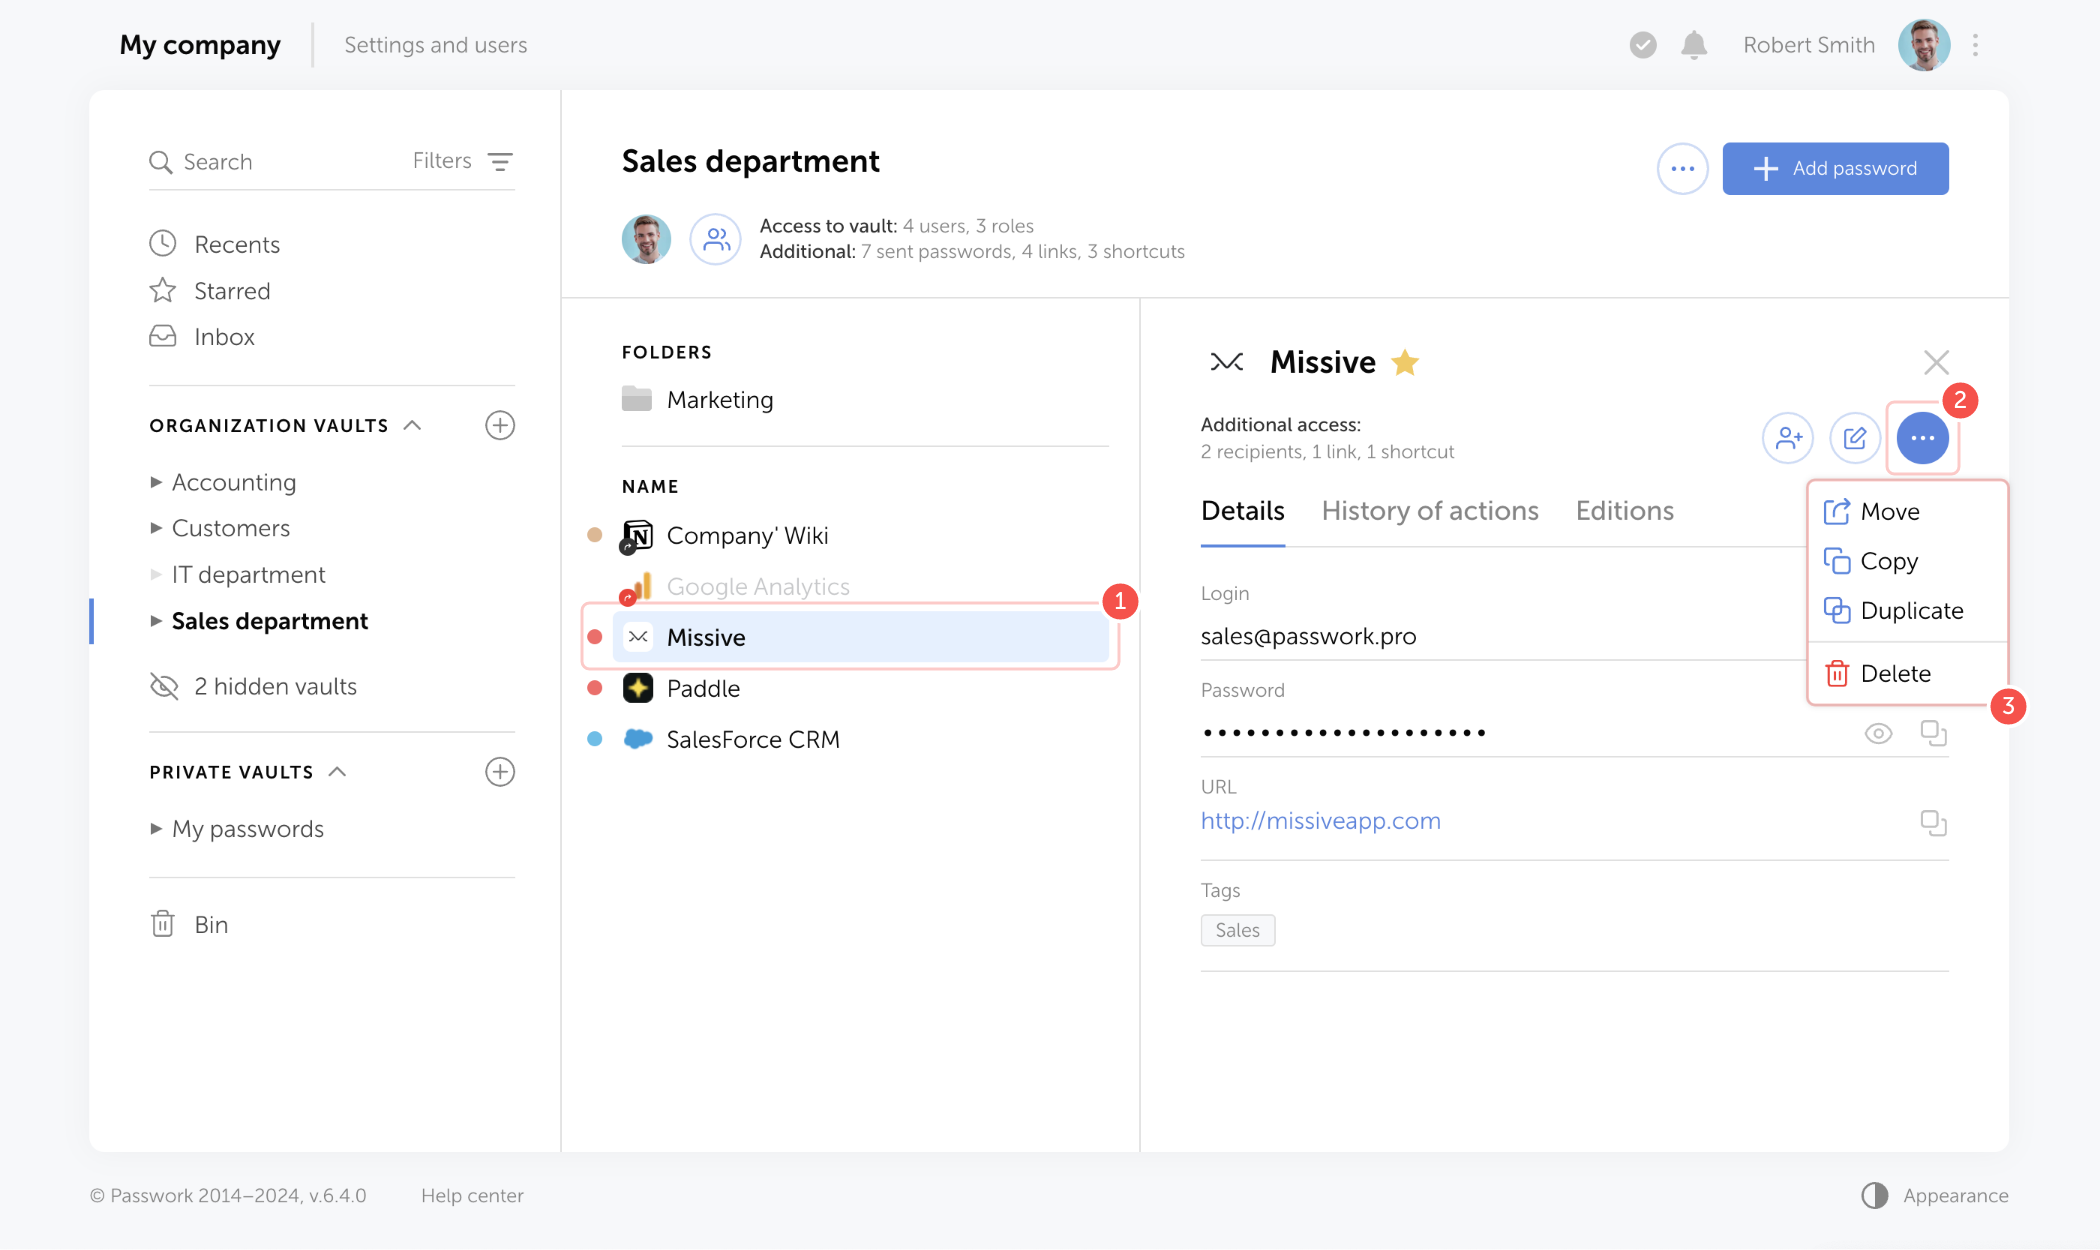 My company
Settings and users
Robert Smith
Search
Filters
Recents
Starred
Inbox
ORGANIZATION VAULTS
Accounting
Customers
IT department
Sales department
2 hidden vaults
PRIVATE VAULTS
My passwords
Bin
Sales department
Add password
Access to vault: 4 users, 3 roles
Additional: 7 sent passwords, 4 links, 3 shortcuts
FOLDERS
Marketing
NAME
Company' Wiki
Google Analytics
1
Missive
Paddle
SalesForce CRM
Missive
2
Additional access:
2 recipients, 1 link, 1 shortcut
Details
History of actions
Editions
Move
Copy
Duplicate
Delete
3
Login
sales@passwork.pro
Password
••••••••••••••••••••
URL
http://missiveapp.com
Tags
Sales
© Passwork 2014–2024, v.6.4.0
Help center
Appearance